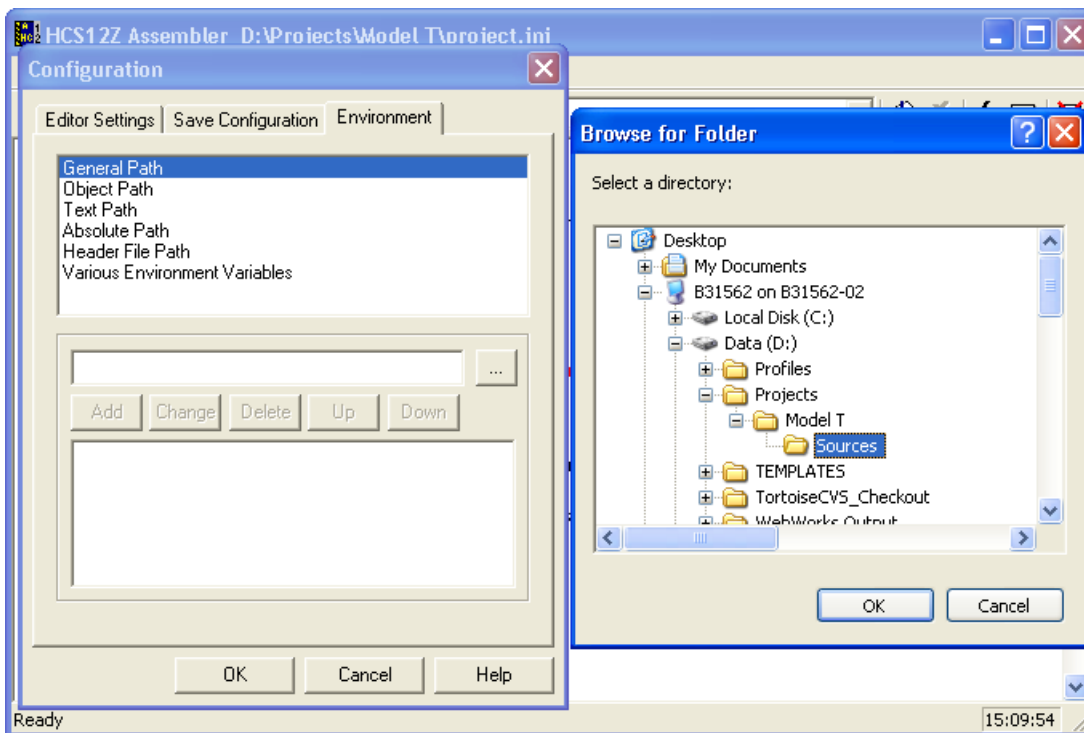 HCS12Z Assembler D:\Projects\Model T\project.ini
Configuration
Editor Settings
Save Configuration
Environment
General Path
Object Path
Text Path
Absolute Path
Header File Path
Various Environment Variables
...
Add
Change
Delete
Up
Down
OK
Cancel
Help
Browse for Folder
Select a directory:
Desktop
My Documents
B31562 on B31562-02
Local Disk (C:)
Data (D:)
Profiles
Projects
Model T
Sources
TEMPLATES
TortoiseCVS_Checkout
WebWorks Output
OK
Cancel
Ready
15:09:54